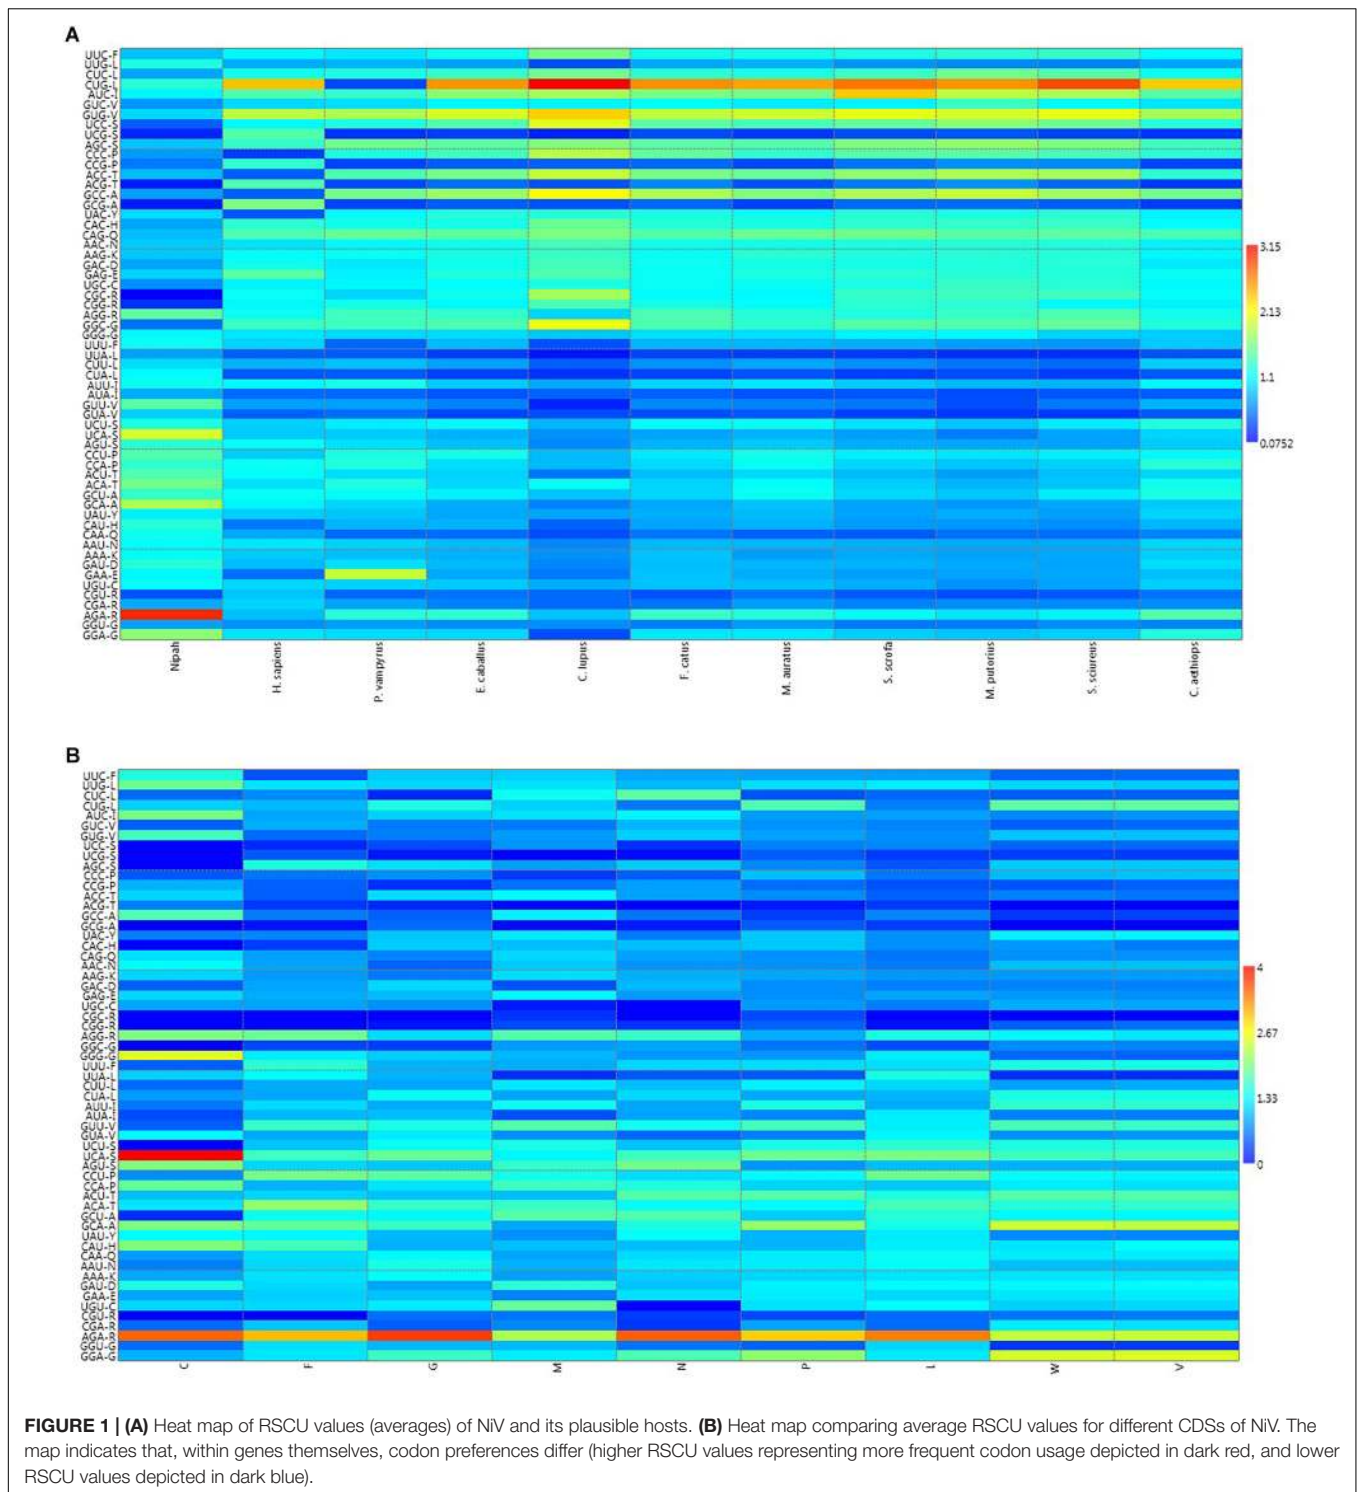 A
UUC-F
UUG-L
CUC-L
CUG-L
AUC-I
GUC-V
GUG-V
UCC-S
UCG-S
AGC-S
CCC-P
CCG-P
ACC-T
ACG-T
GCC-A
GCG-A
UAC-Y
CAC-H
CAG-Q
AAC-N
AAG-K
GAC-D
GAG-E
UGC-C
CGC-R
CGG-R
AGG-R
GGC-G
GGG-G
UUU-F
UUA-L
CUU-L
CUA-L
AUU-I
AUA-I
GUU-V
GUA-V
UCU-S
UCA-S
AGU-S
CCU-P
CCA-P
ACU-T
ACA-T
GCU-A
GCA-A
UAU-Y
CAU-H
CAA-Q
AAU-N
AAA-K
GAU-D
GAA-E
UGU-C
CGU-R
CGA-R
AGA-R
GGU-G
GGA-G
3.15
2.13
1.1
0.0752
Nipah
H. sapiens
P. vampyrus
E. caballus
C. lupus
F. catus
M. auratus
S. scrofa
M. putorius
S. sciureus
C. aethiops
B
UUC-F
UUG-L
CUC-L
CUG-L
AUC-I
GUC-V
GUG-V
UCC-S
UCG-S
AGC-S
CCC-P
CCG-P
ACC-T
ACG-T
GCC-A
GCG-A
UAC-Y
CAC-H
CAG-Q
AAC-N
AAG-K
GAC-D
GAG-E
UGC-C
CGC-R
CGG-R
AGG-R
GGC-G
GGG-G
UUU-F
UUA-L
CUU-L
CUA-L
AUU-I
AUA-I
GUU-V
GUA-V
UCU-S
UCA-S
AGU-S
CCU-P
CCA-P
ACU-T
ACA-T
GCU-A
GCA-A
UAU-Y
CAU-H
CAA-Q
AAU-N
AAA-K
GAU-D
GAA-E
UGU-C
CGU-R
CGA-R
AGA-R
GGU-G
GGA-G
4
2.67
1.33
0
C
F
G
M
N
P
L
W
V
FIGURE 1 | (A) Heat map of RSCU values (averages) of NiV and its plausible hosts. (B) Heat map comparing average RSCU values for different CDSs of NiV. The
map indicates that, within genes themselves, codon preferences differ (higher RSCU values representing more frequent codon usage depicted in dark red, and lower
RSCU values depicted in dark blue).